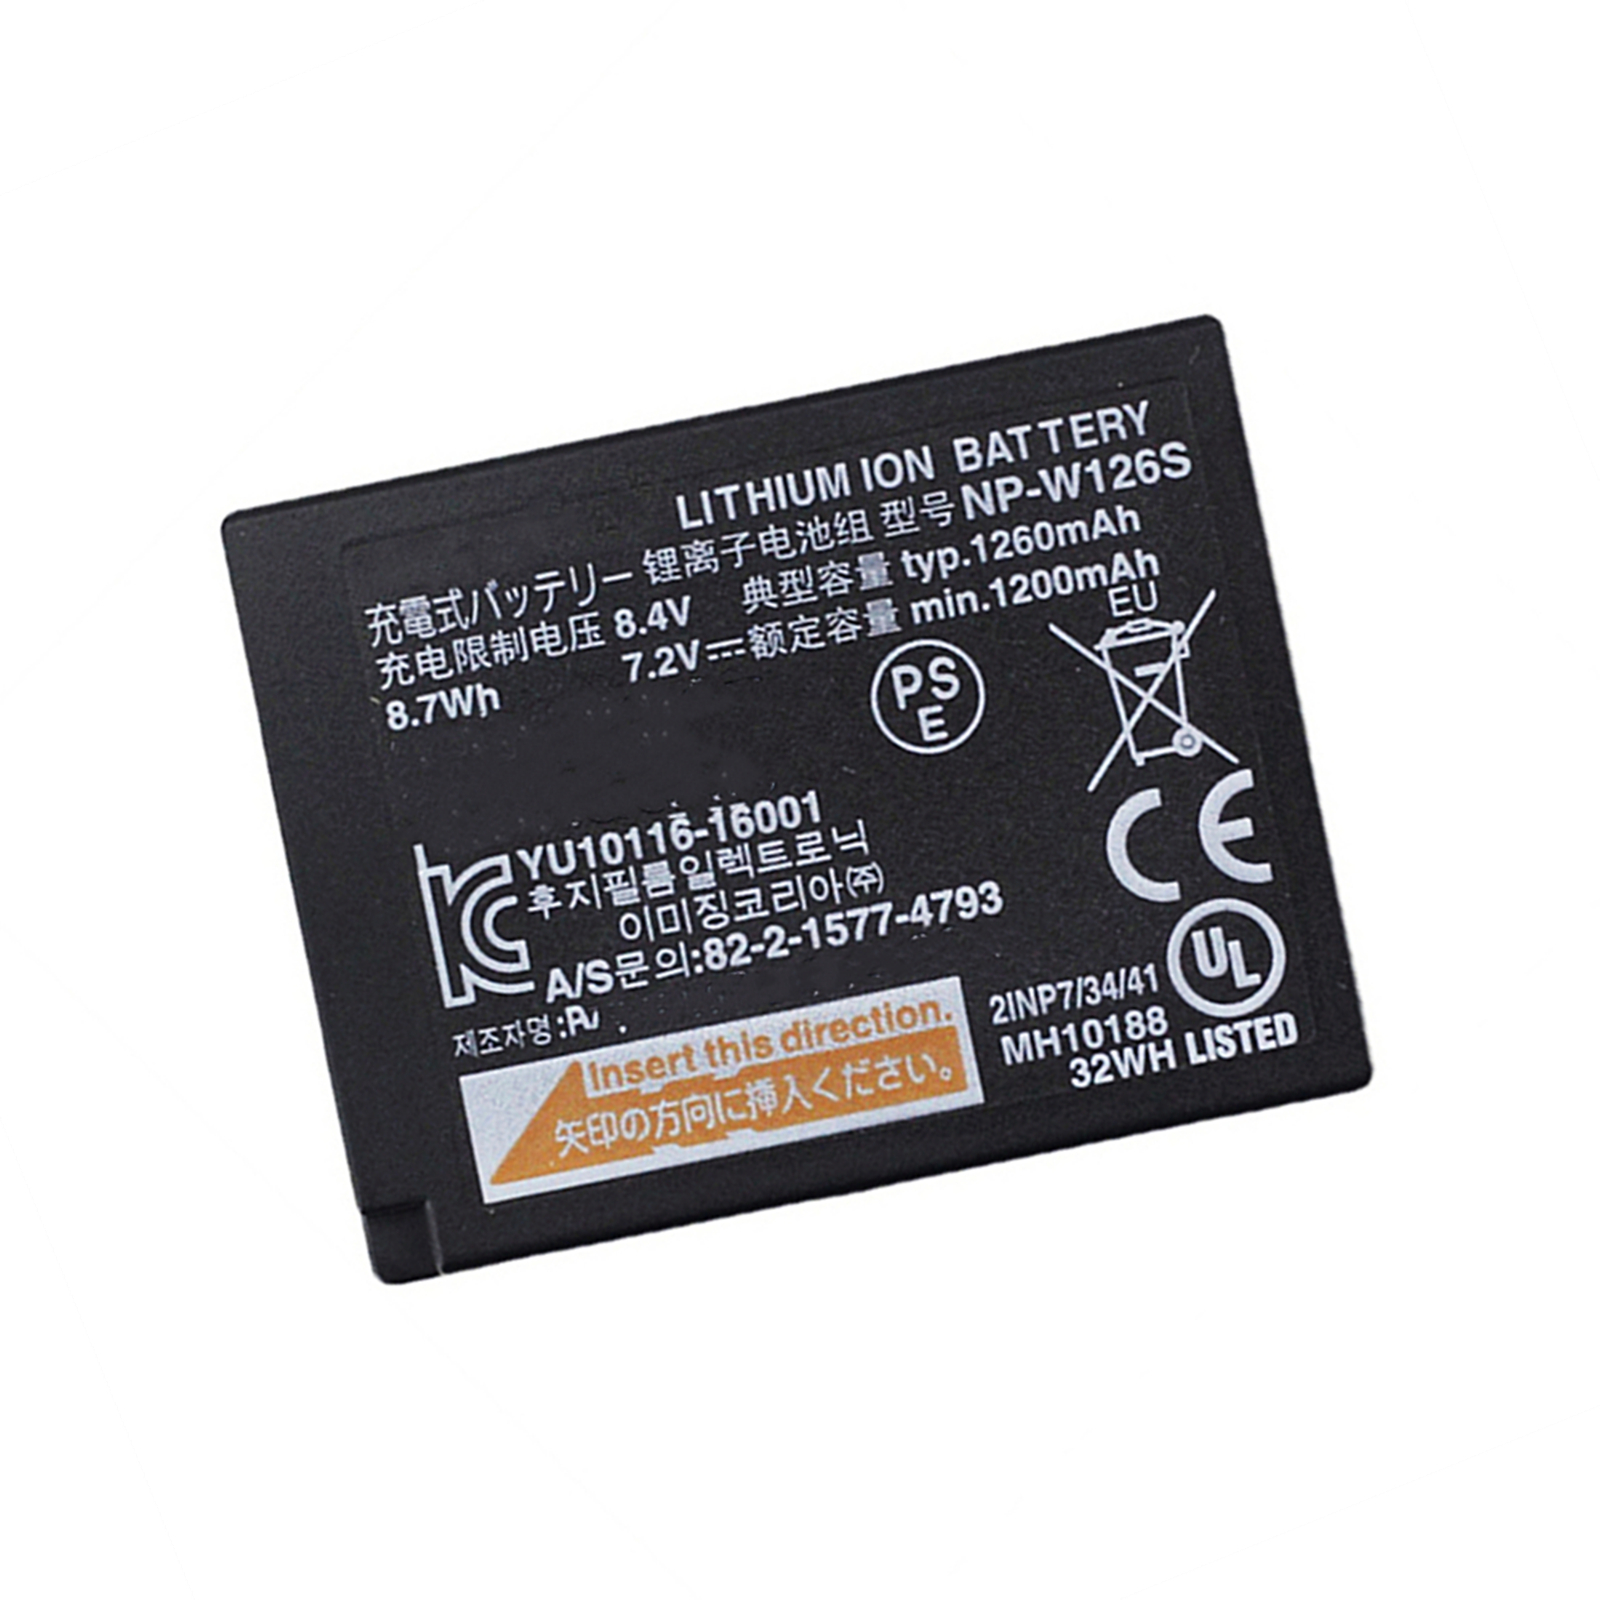 LITHIUM ION BATTERY
充電式バッテリー 锂离子电池组 型号 NP-W126S
充电限制电压 8.4V 典型容量 typ.1260mAh
8.7Wh 7.2V⎓额定容量 min.1200mAh
EU
PS
E
CE
YU10116-16001
후지필름일렉트로닉
이미징코리아㈜
A/S문의:82-2-1577-4793
제조자명:
2INP7/34/41
MH10188
UL
32WH LISTED
Insert this direction.
矢印の方向に挿入ください。